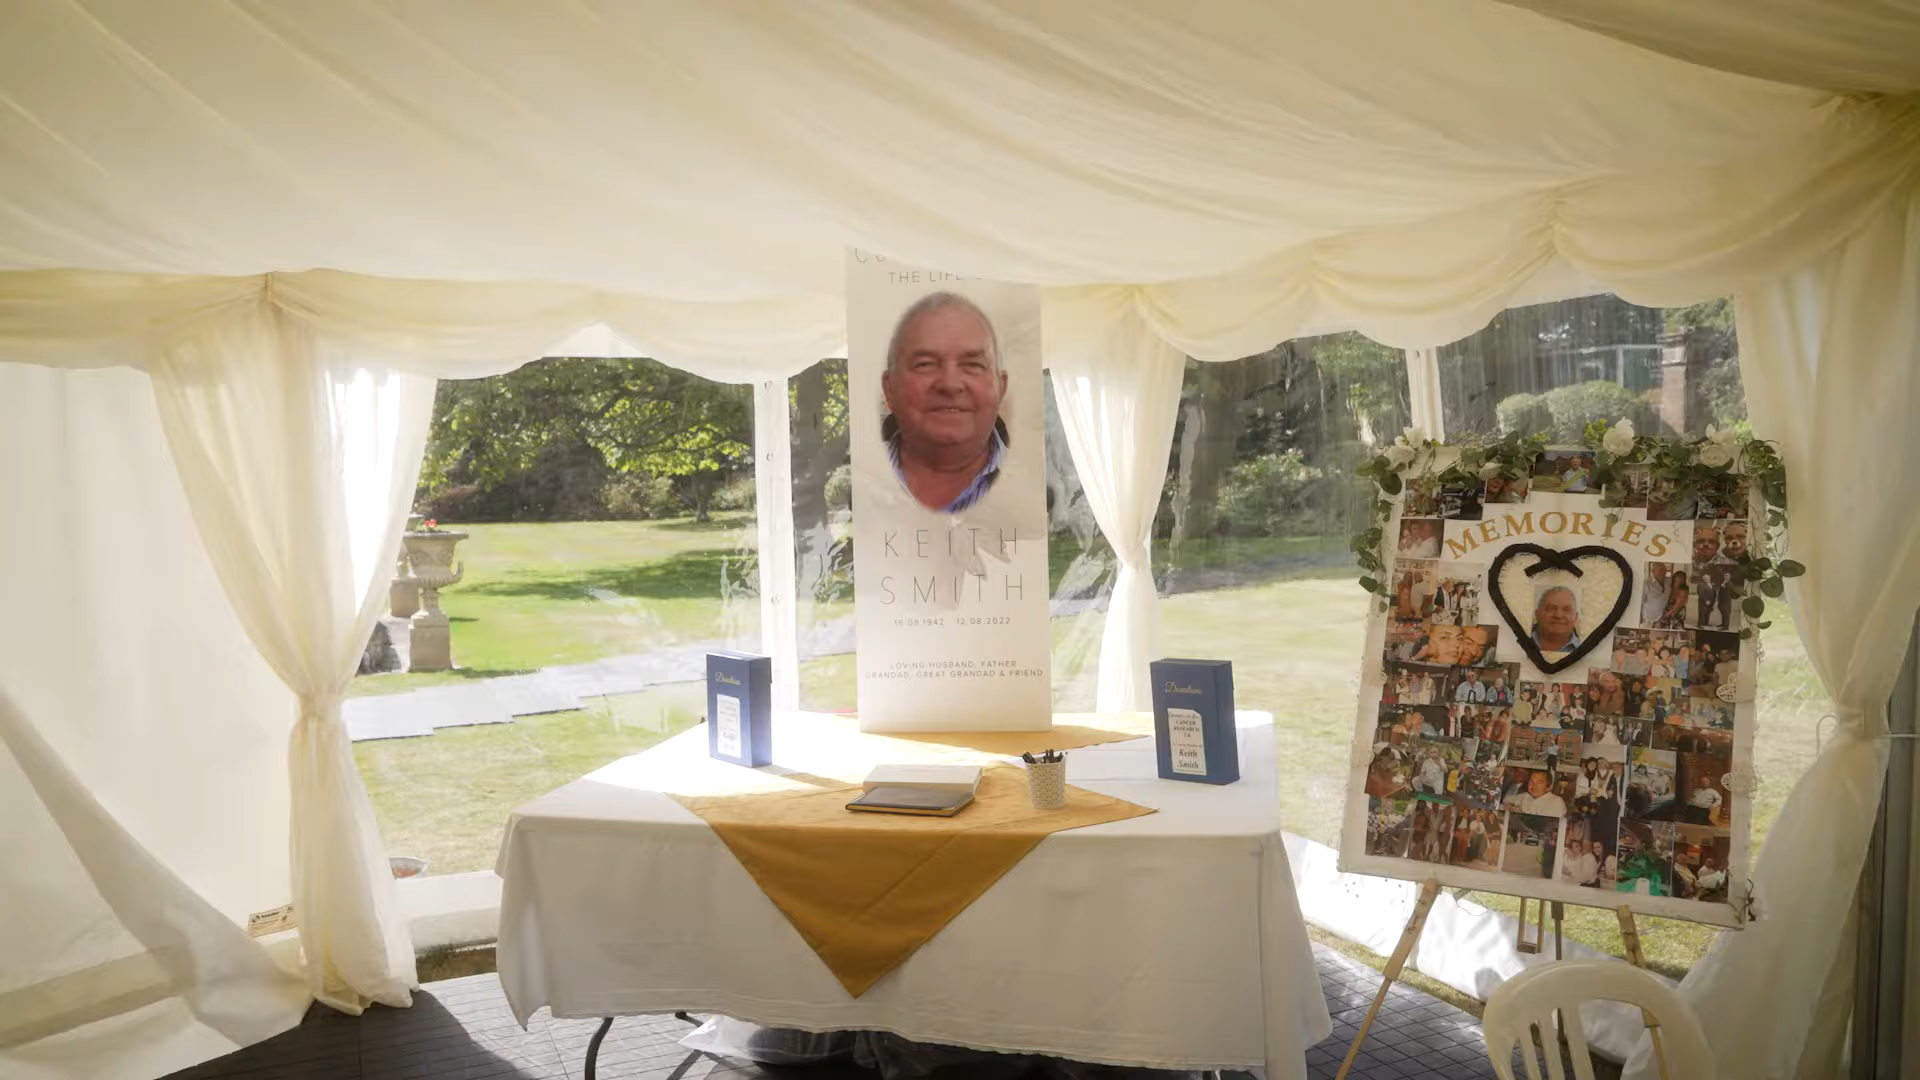 THE LIFE
KEITH
SMITH
16.08.1942 12.08.2022
LOVING HUSBAND, FATHER
GRANDAD, GREAT GRANDAD & FRIEND
Donations
Keith
Smith
Donations
CANCER
RESEARCH
UK
Keith
Smith
MEMORIES